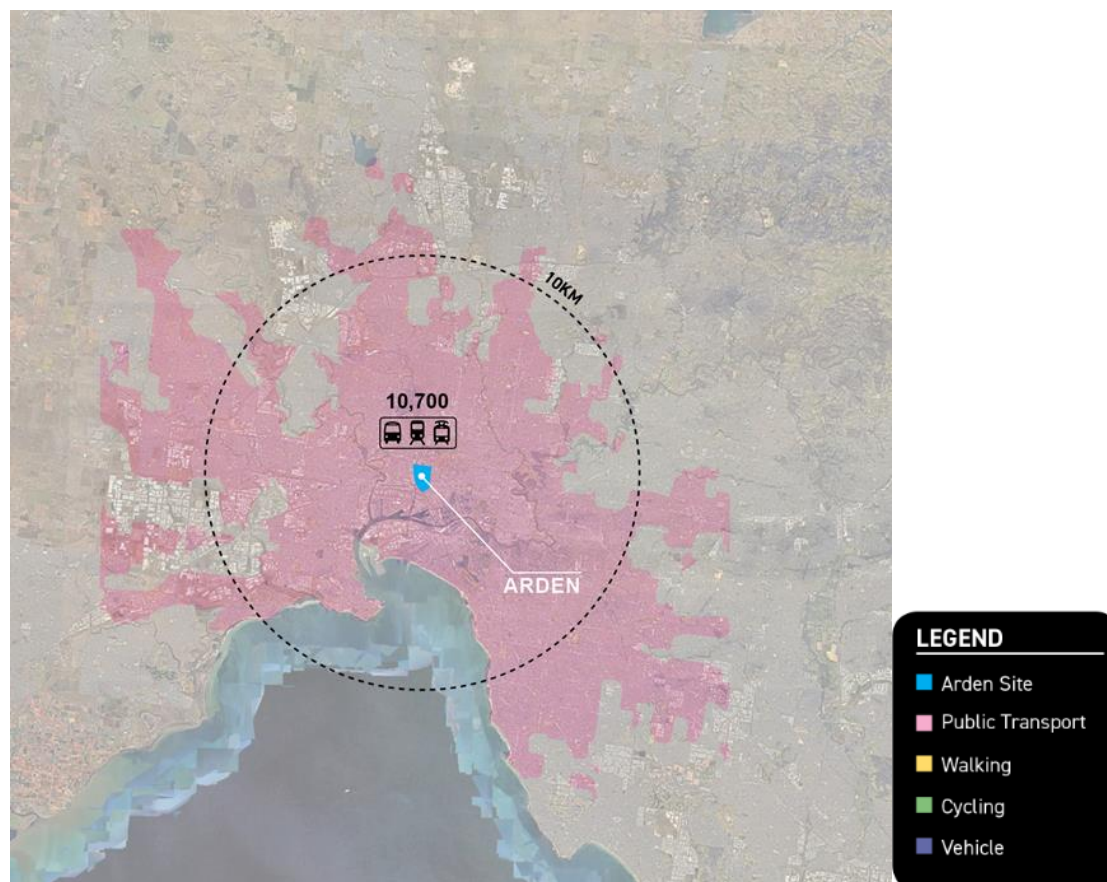 10KM
10,700
ARDEN
LEGEND
Arden Site
Public Transport
Walking
Cycling
Vehicle